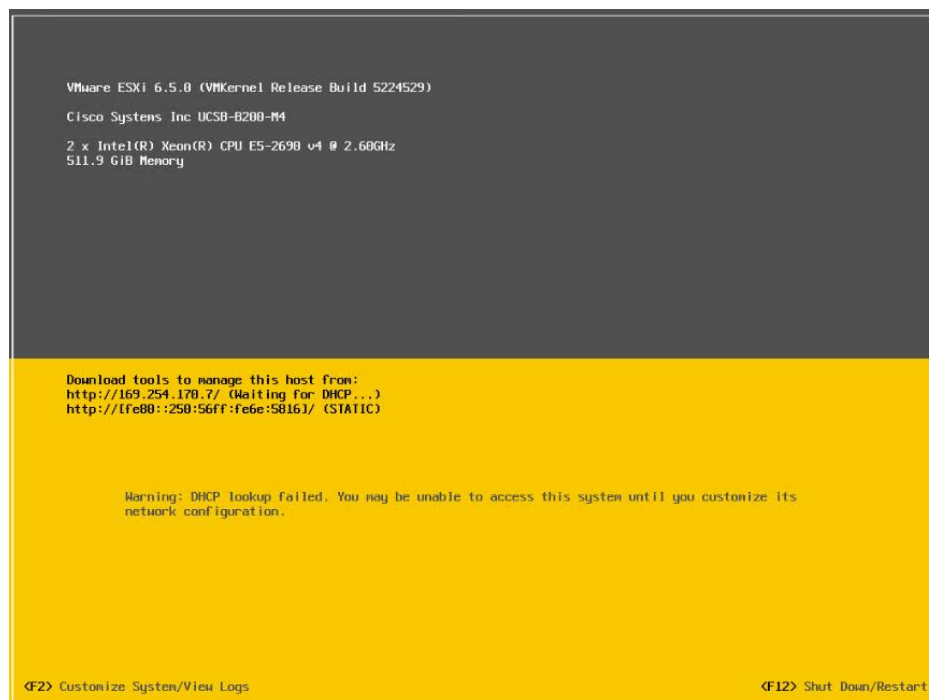 VMware ESXi 6.5.0 (VMKernel Release Build 5224529)
Cisco Systems Inc UCSB-B200-M4
2 x Intel(R) Xeon(R) CPU E5-2690 v4 @ 2.60GHz
511.9 GiB Memory
Download tools to manage this host from:
http://169.254.170.7/ (Waiting for DHCP...)
http://[fe80::250:56ff:fe6e:5816]/ (STATIC)
Warning: DHCP lookup failed. You may be unable to access this system until you customize its
network configuration.
<F2> Customize System/View Logs
<F12> Shut Down/Restart